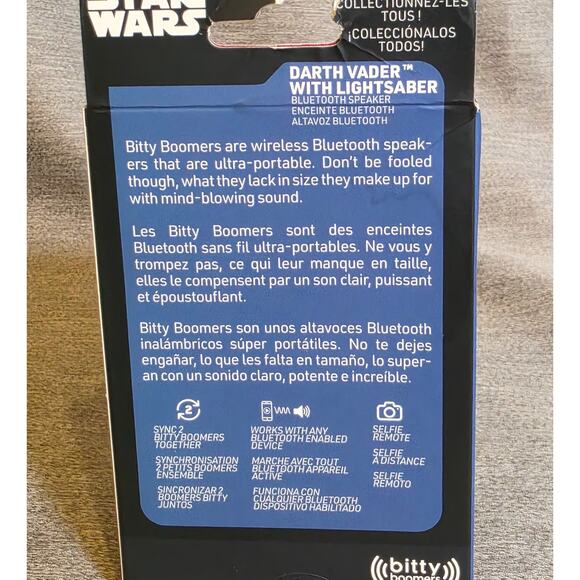 STAR
WARS
COLLECTIONNEZ-LES
TOUS !
¡COLECCIÓNALOS
TODOS!
DARTH VADER™
WITH LIGHTSABER
BLUETOOTH SPEAKER
ENCEINTE BLUETOOTH
ALTAVOZ BLUETOOTH
Bitty Boomers are wireless Bluetooth speak-
ers that are ultra-portable. Don't be fooled
though, what they lack in size they make up for
with mind-blowing sound.
Les Bitty Boomers sont des enceintes
Bluetooth sans fil ultra-portables. Ne vous y
trompez pas, ce qui leur manque en taille,
elles le compensent par un son clair, puissant
et époustouflant.
Bitty Boomers son unos altavoces Bluetooth
inalámbricos súper portátiles. No te dejes
engañar, lo que les falta en tamaño, lo super-
an con un sonido claro, potente e increíble.
2
SYNC 2
BITTY BOOMERS
TOGETHER
SYNCHRONISATION
2 PETITS BOOMERS
ENSEMBLE
SINCRONIZAR 2
BOOMERS BITTY
JUNTOS
WORKS WITH ANY
BLUETOOTH ENABLED
DEVICE
MARCHE AVEC TOUT
BLUETOOTH APPAREIL
ACTIVE
FUNCIONA CON
CUALQUIER BLUETOOTH
DISPOSITIVO HABILITADO
SELFIE
REMOTE
SELFIE
A DISTANCE
SELFIE
REMOTO
bitty
boomers